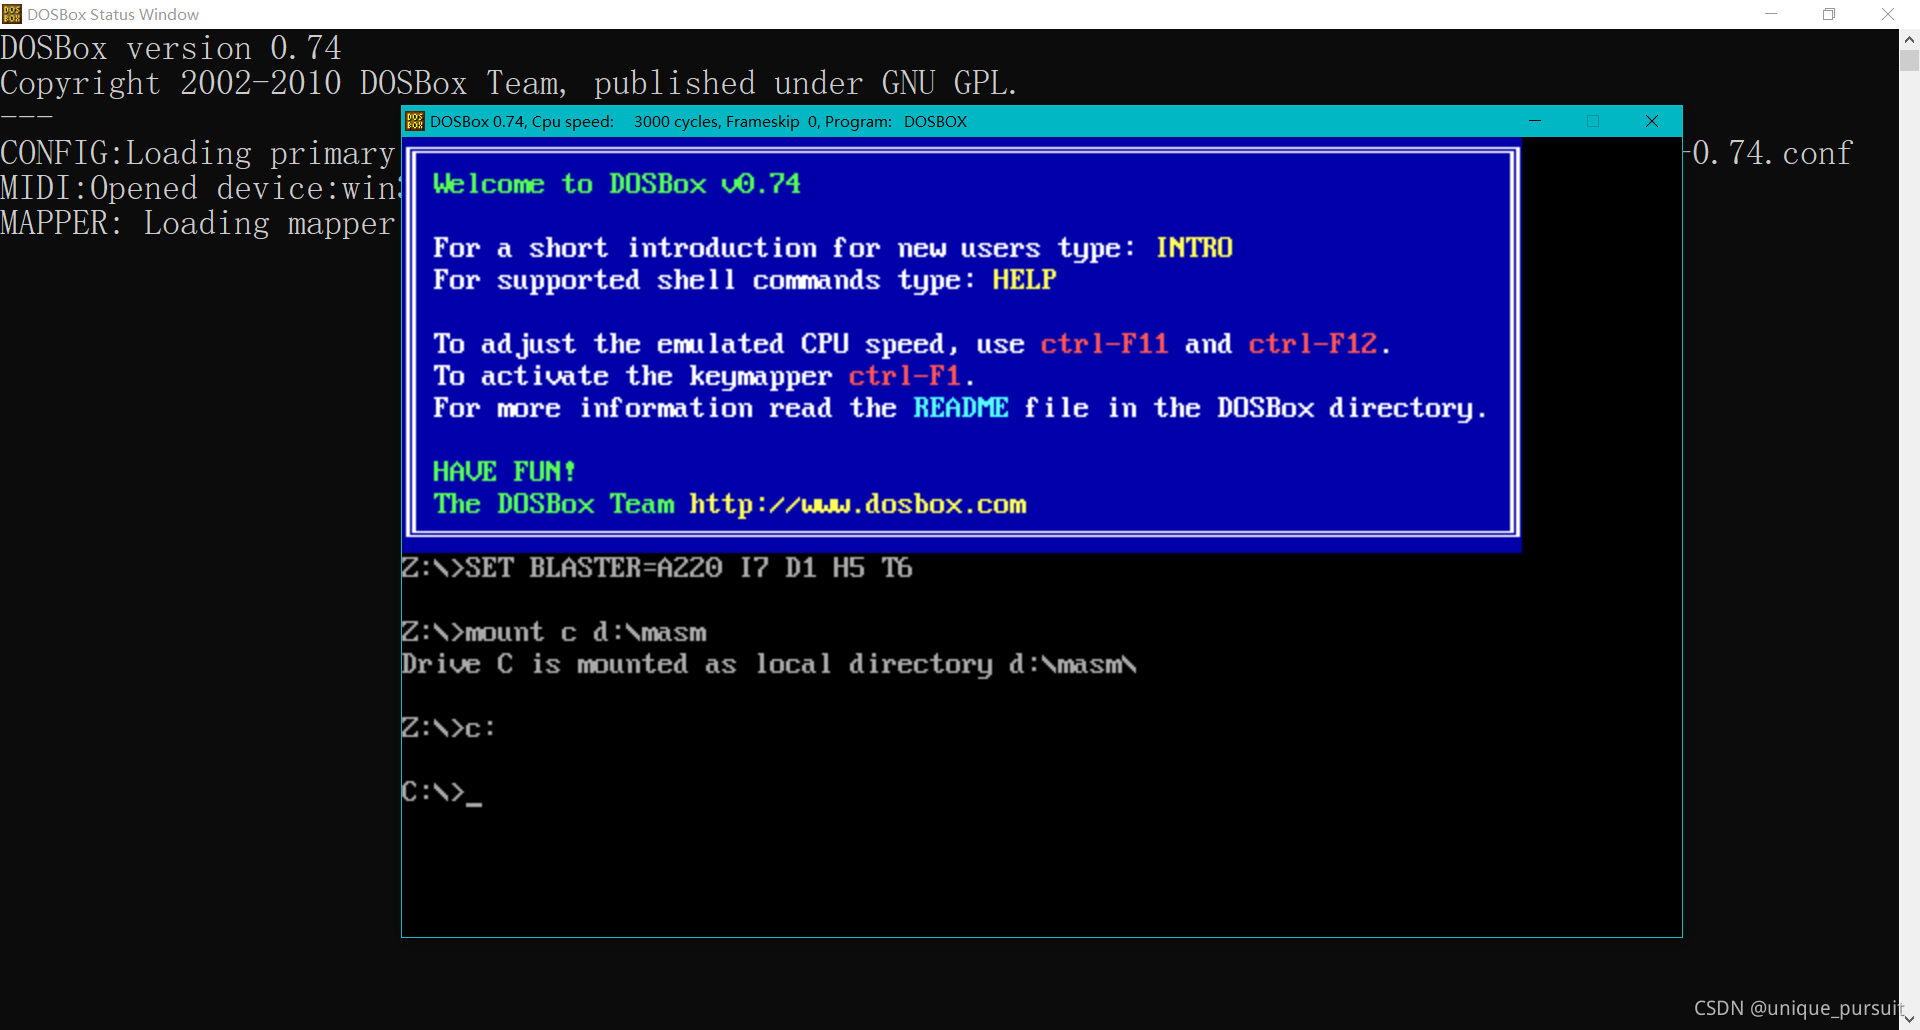 DOSBox Status Window
DOSBox version 0.74
Copyright 2002-2010 DOSBox Team, published under GNU GPL.
---
CONFIG:Loading primary -0.74.conf
MIDI:Opened device:win
MAPPER: Loading mapper
DOSBox 0.74, Cpu speed: 3000 cycles, Frameskip 0, Program: DOSBOX
Welcome to DOSBox v0.74
For a short introduction for new users type: INTRO
For supported shell commands type: HELP
To adjust the emulated CPU speed, use ctrl-F11 and ctrl-F12.
To activate the keymapper ctrl-F1.
For more information read the README file in the DOSBox directory.
HAVE FUN!
The DOSBox Team http://www.dosbox.com
Z:\>SET BLASTER=A220 I7 D1 H5 T6
Z:\>mount c d:\masm
Drive C is mounted as local directory d:\masm\
Z:\>c:
C:\>_
CSDN @unique_pursuit